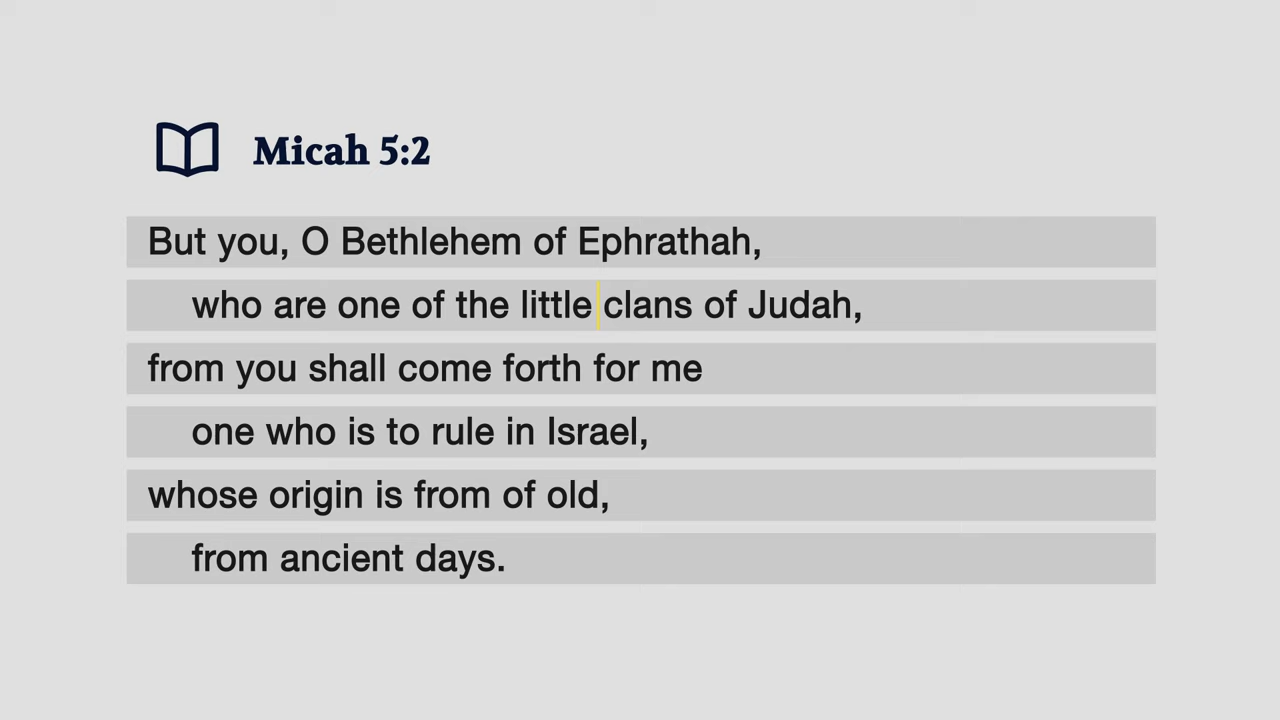 Micah 5:2
But you, O Bethlehem of Ephrathah,
who are one of the little clans of Judah,
from you shall come forth for me
one who is to rule in Israel,
whose origin is from of old,
from ancient days.